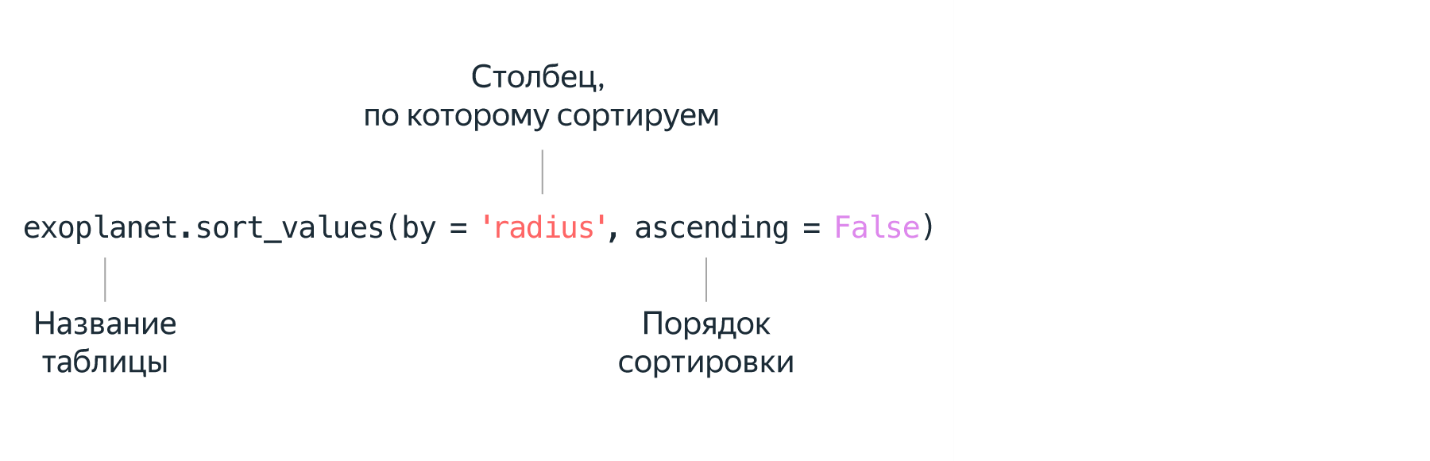 Столбец,
по которому сортируем
exoplanet.sort_values(by = 'radius', ascending = False)
Название
таблицы
Порядок
сортировки